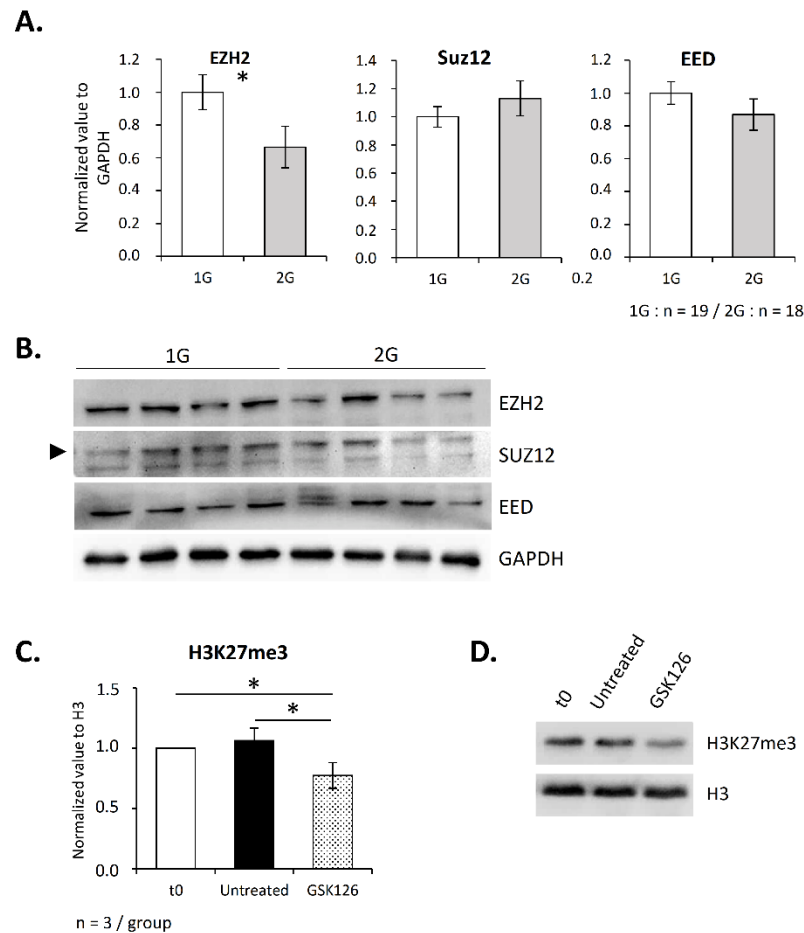 A.
EZH2
Suz12
EED
*
Normalized value to
GAPDH
1.2
1.0
0.8
0.6
0.4
0.2
0.0
1G
2G
1.4
1.2
1.0
0.8
0.6
0.4
0.2
0.0
1G
2G
0.2
1.2
1.0
0.8
0.6
0.4
0.2
0.0
1G
2G
1G : n = 19 / 2G : n = 18
B.
1G
2G
EZH2
SUZ12
EED
GAPDH
C.
H3K27me3
Normalized value to H3
1.5
1.0
0.5
0.0
*
*
t0
Untreated
GSK126
n = 3 / group
D.
t0
Untreated
GSK126
H3K27me3
H3